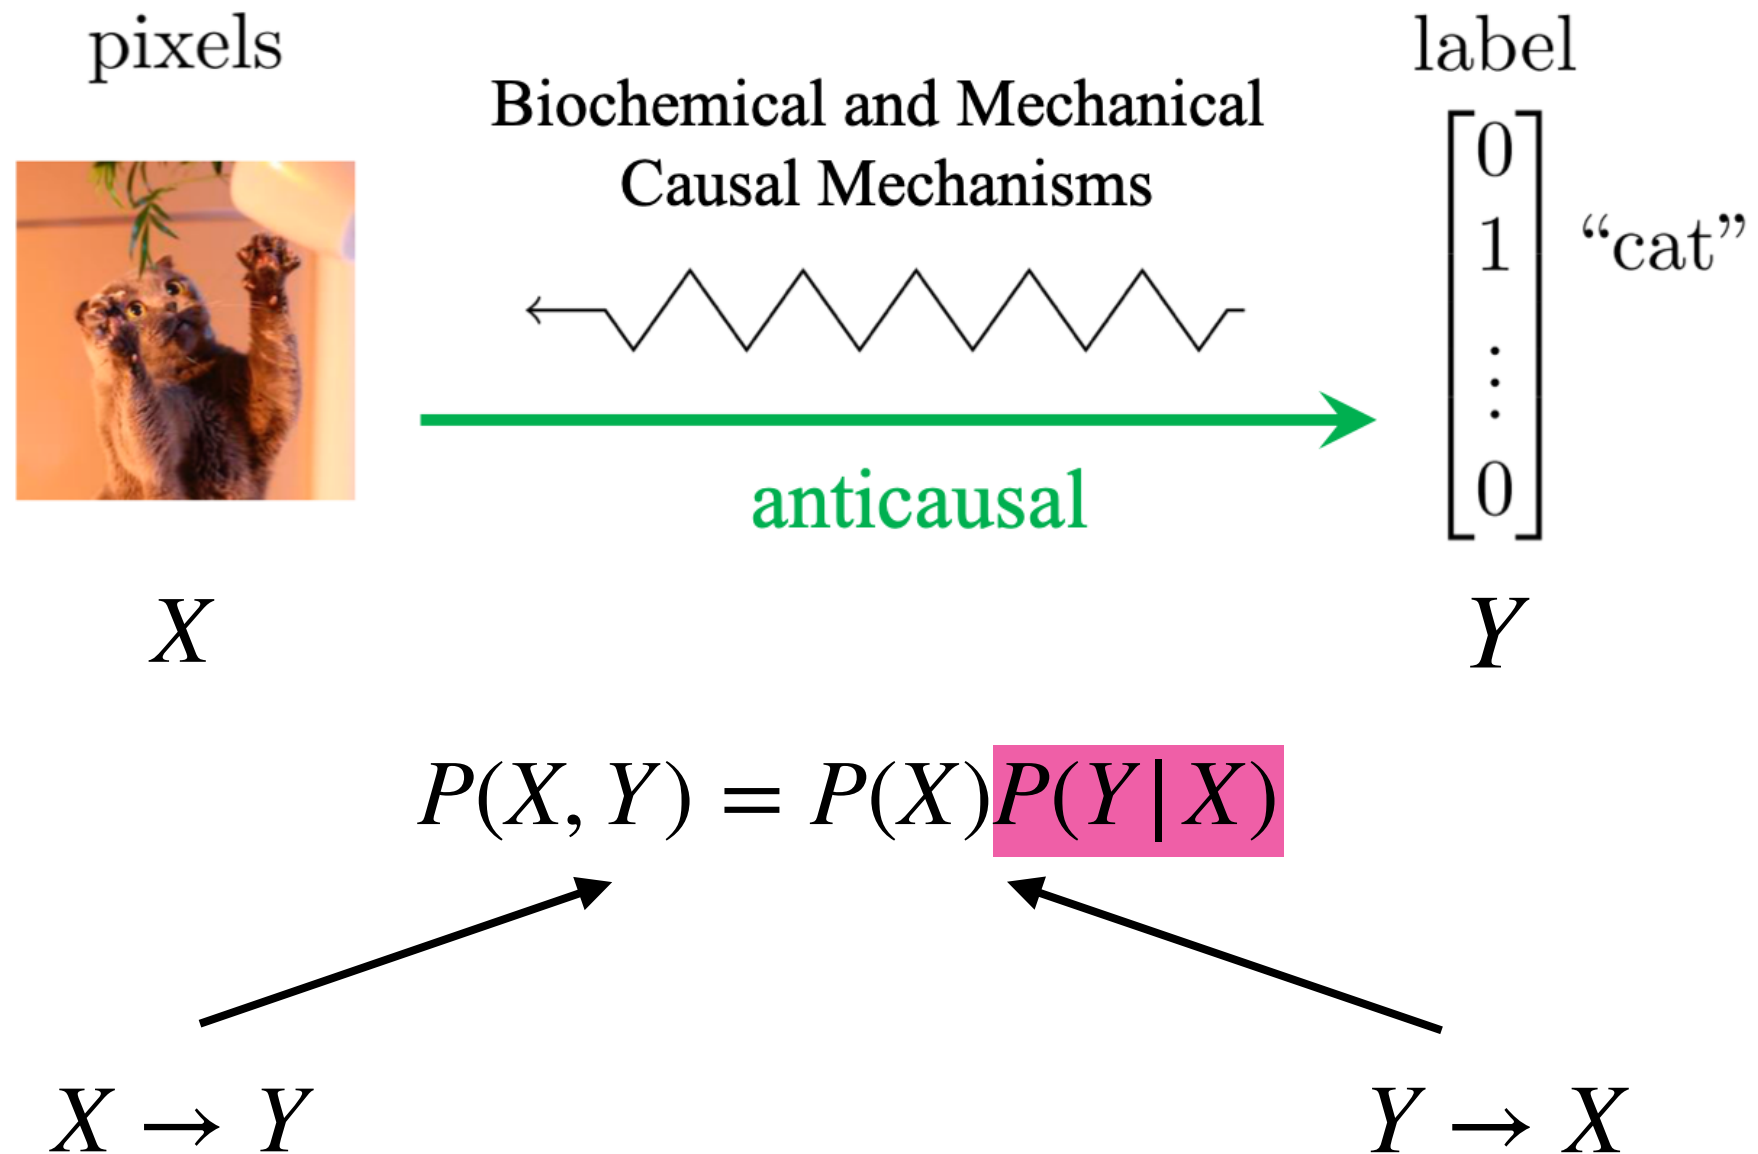 pixels
label
Biochemical and Mechanical
Causal Mechanisms
0
1
⋮
0
“cat”
anticausal
X
Y
P(X, Y) = P(X)P(Y | X)
X → Y
Y → X